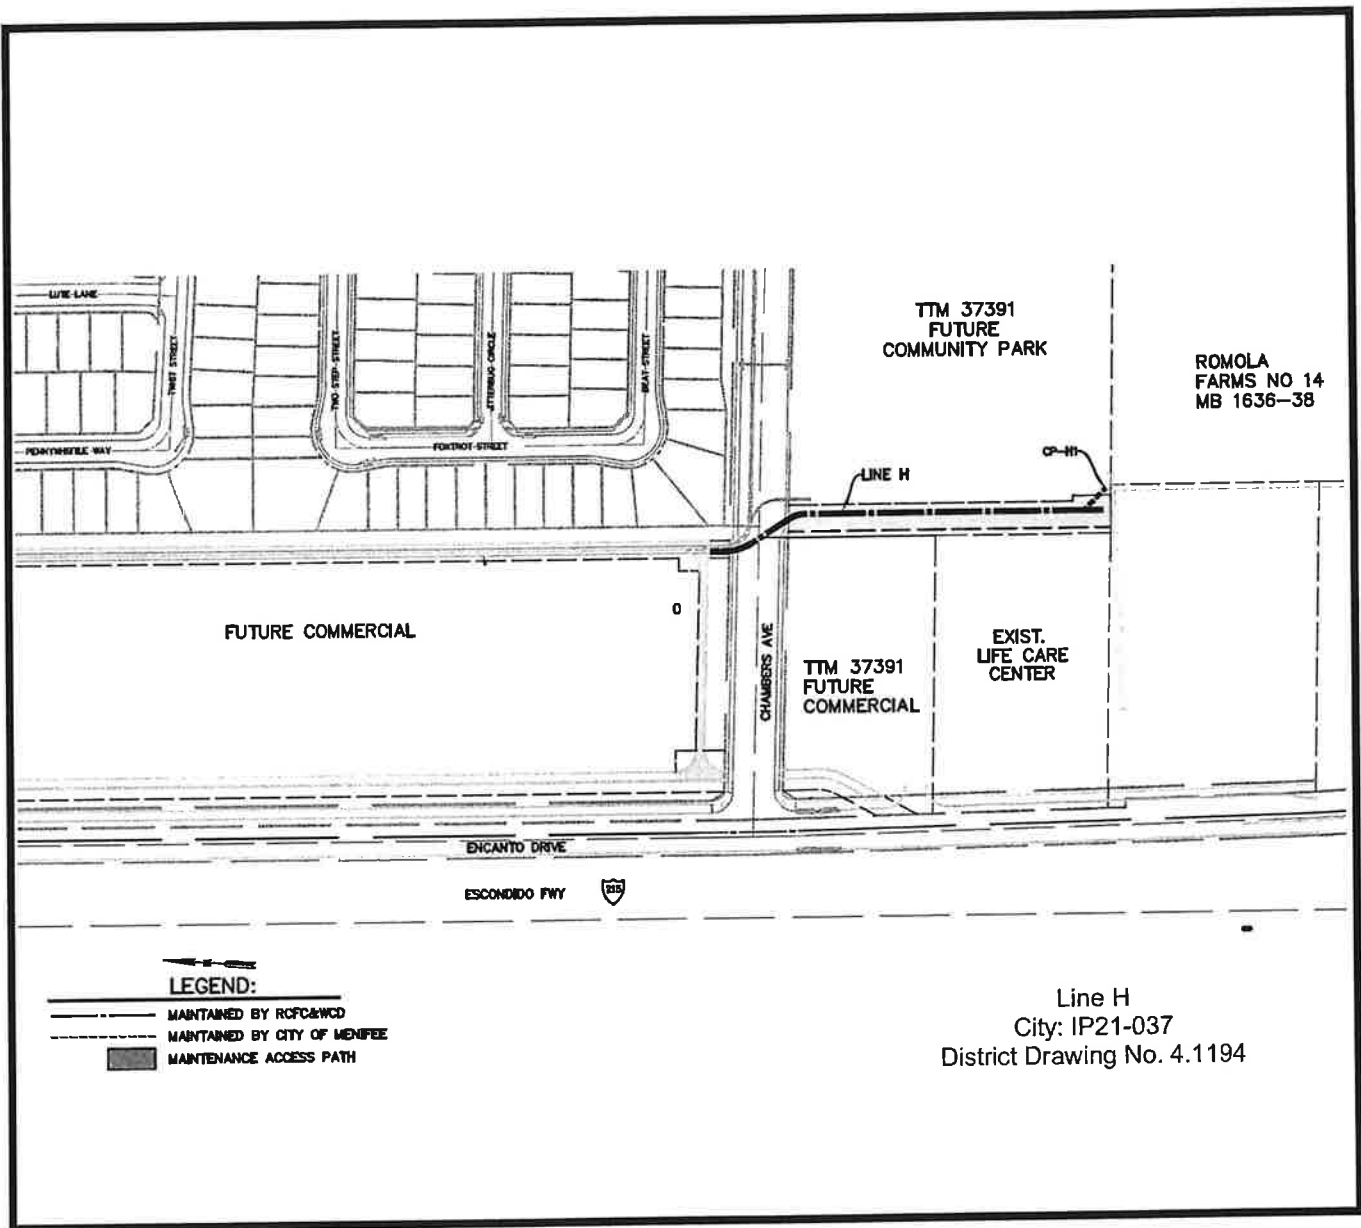 LUTE LANE
TWIST STREET
PENNYWHISTLE WAY
TWO-STEP STREET
JITTERBUG CIRCLE
BEAT STREET
FOXTROT STREET
TTM 37391
FUTURE
COMMUNITY PARK
ROMOLA
FARMS NO 14
MB 1636-38
CP-H1
LINE H
FUTURE COMMERCIAL
CHAMBERS AVE
TTM 37391
FUTURE
COMMERCIAL
EXIST.
LIFE CARE
CENTER
ENCANTO DRIVE
ESCONDIDO FWY
215
LEGEND:
MAINTAINED BY RCFC&WCD
MAINTAINED BY CITY OF MENIFEE
MAINTENANCE ACCESS PATH
Line H
City: IP21-037
District Drawing No. 4.1194